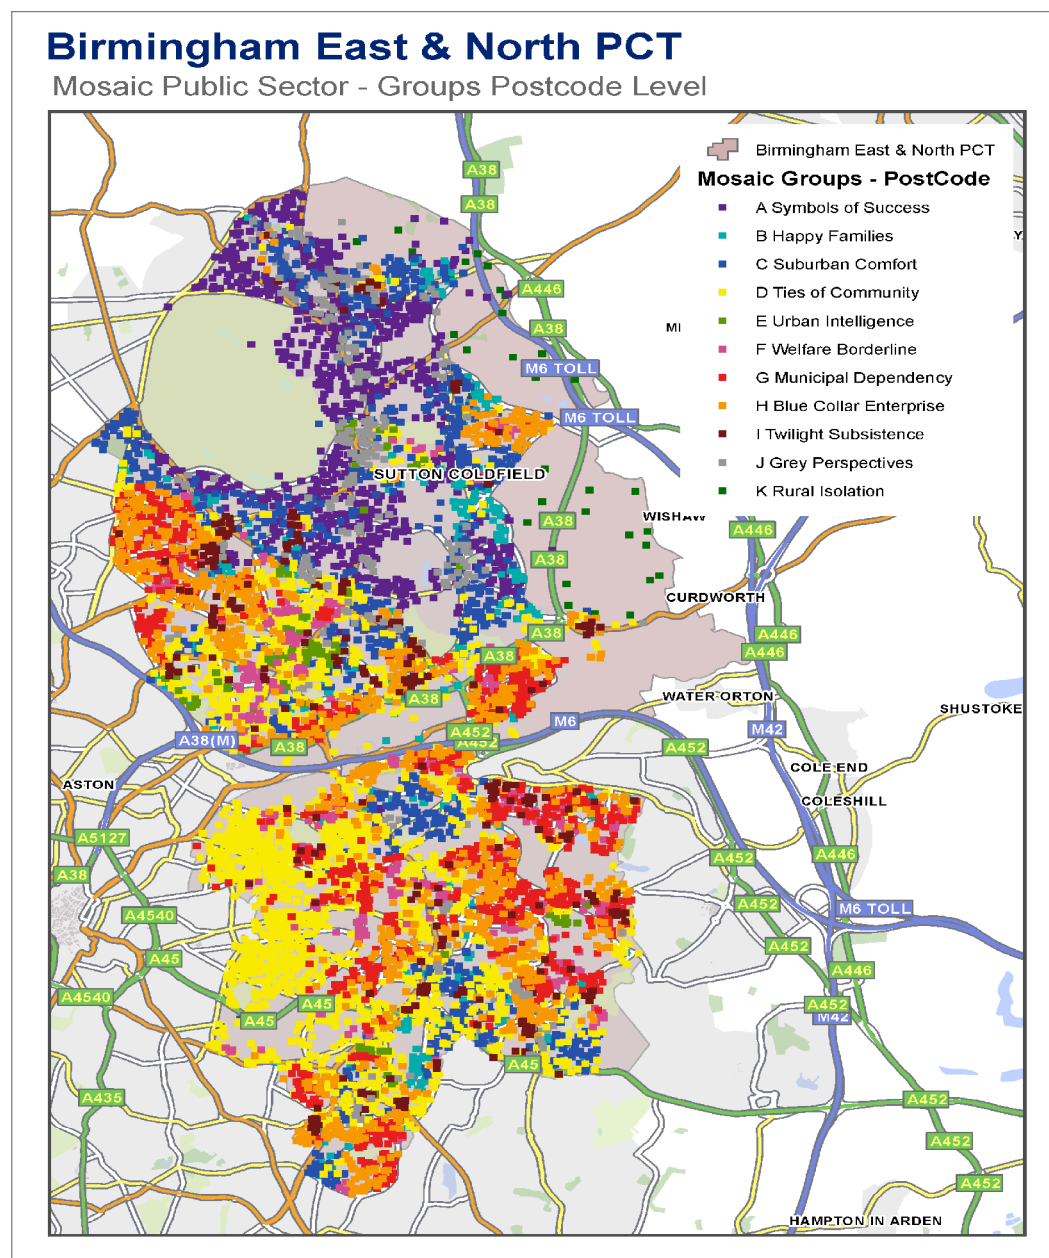 Birmingham East & North PCT
Mosaic Public Sector - Groups Postcode Level
Birmingham East & North PCT
Mosaic Groups - PostCode
A Symbols of Success
B Happy Families
C Suburban Comfort
D Ties of Community
E Urban Intelligence
F Welfare Borderline
G Municipal Dependency
H Blue Collar Enterprise
I Twilight Subsistence
J Grey Perspectives
K Rural Isolation
A38
A38
A446
A38
MI
M6 TOLL
M6 TOLL
SUTTON COLDFIELD
A38
WISHAW
A446
A38
CURDWORTH
A38
A446
A446
A38
WATER ORTON
A38
SHUSTOKE
M6
M42
A452
A452
A38(M)
A38
A452
COLE END
ASTON
COLESHILL
A5127
A446
A452
A38
A452
M6 TOLL
A4540
A452
A45
A446
A4540
A45
A452
M42
A45
A45
A435
A452
A452
A452
HAMPTON IN ARDEN